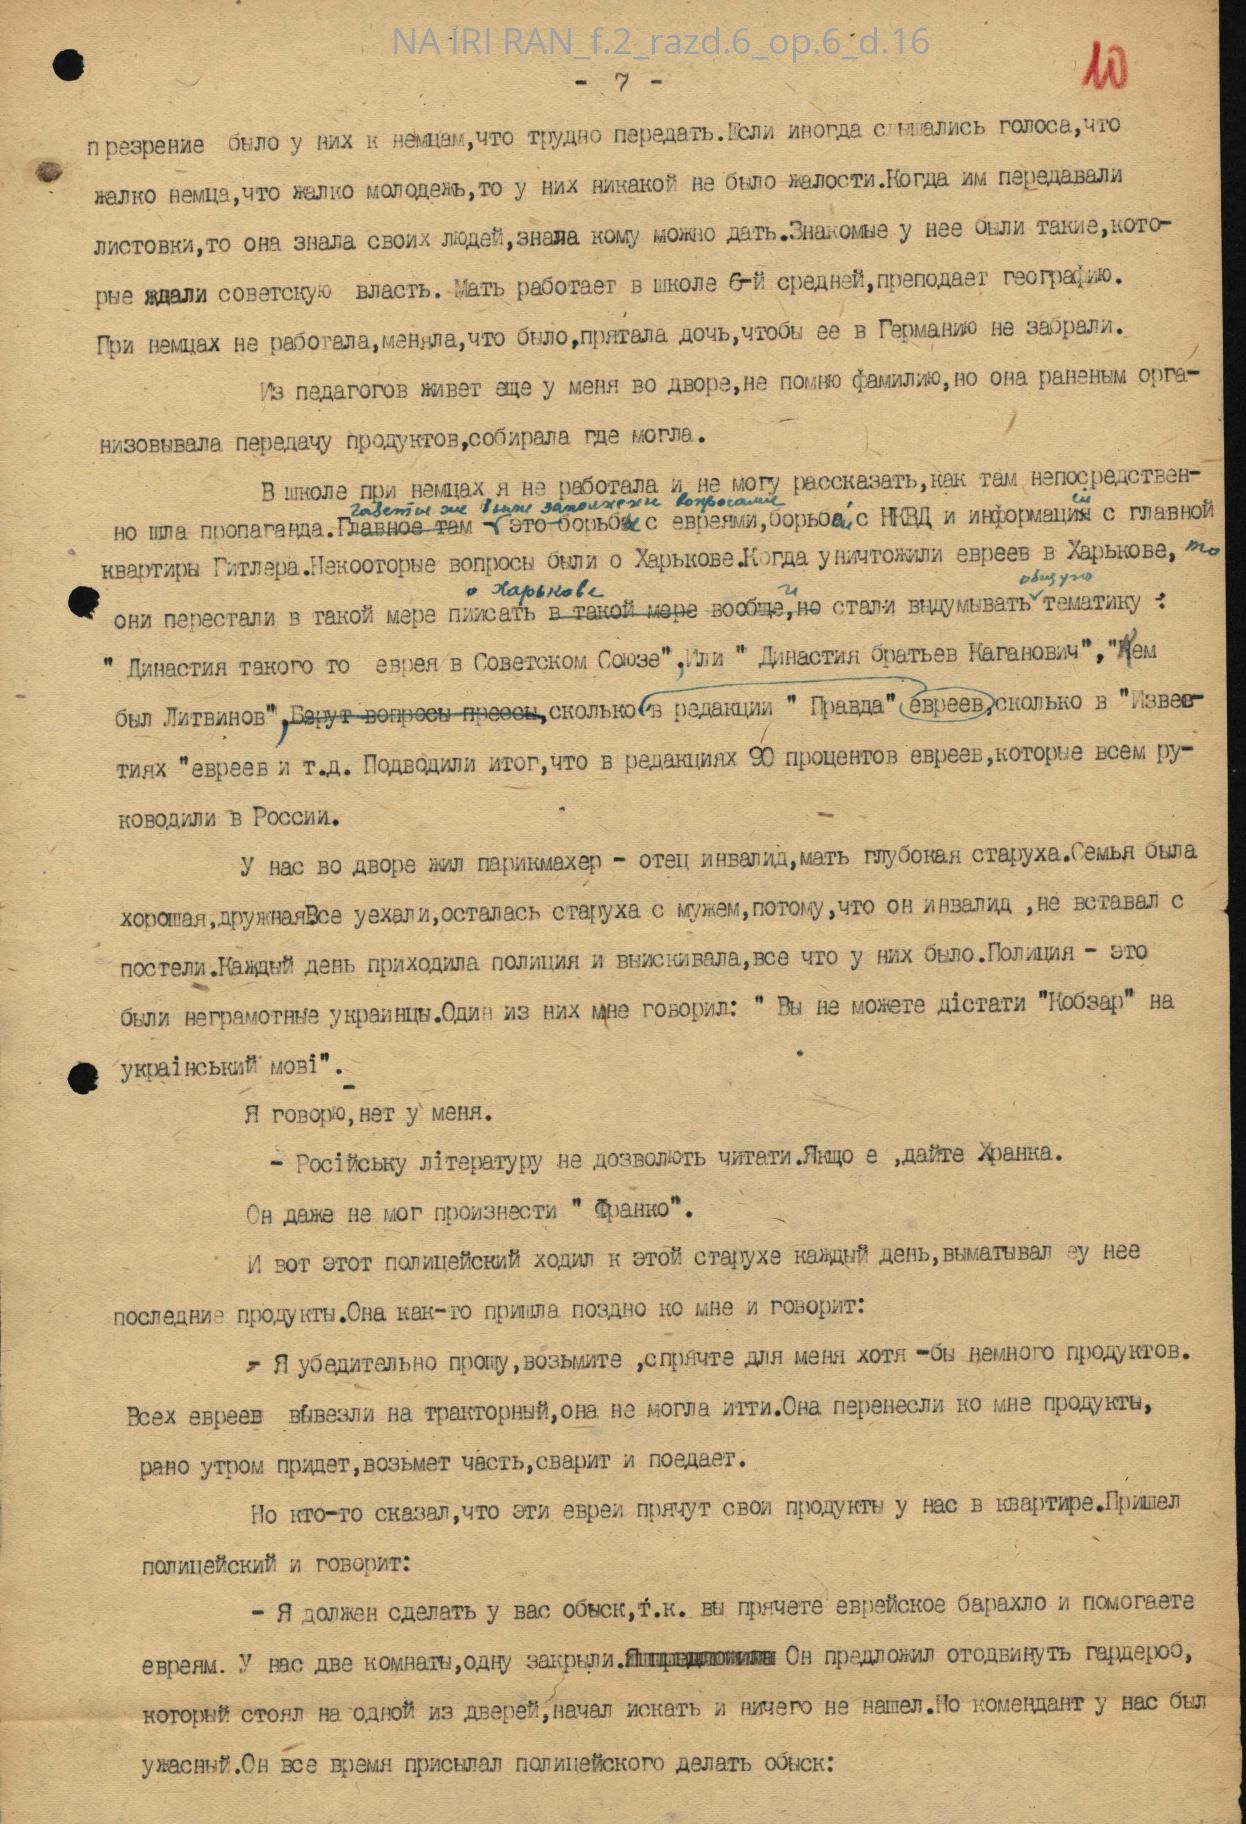 NA IRI RAN_f.2_razd.6_op.6_d.16
10
- 7 -
презрение было у них к немцам,что трудно передать.Если иногда слышались голоса,что
жалко немца,что жалко молодежь,то у них никакой не было жалости.Когда им передавали
листовки,то она знала своих людей,знала кому можно дать.Знакомые у нее были такие,кото-
рые ждали советскую власть. Мать работает в школе 6-й средней,преподает географию.
При немцах не работала,меняла,что было,прятала дочь,чтобы ее в Германию не забрали.
Из педагогов живет еще у меня во дворе,не помню фамилию,но она раненым орга-
низовывала передачу продуктов,собирала где могла.
В школе при немцах я не работала и не могу рассказать,как там непосредствен-
газеты же были заполнены вопросами
но шла пропаганда.Главное там - это борьбы с евреями,борьбы с НКВД и информации с главной
квартиры Гитлера.Некооторые вопросы были о Харькове.Когда уничтожили евреев в Харькове, то
о Харькове и общую
они перестали в такой мере пиисать в такой мере вообще,но стали выдумывать тематику :
" Династия такого то еврея в Советском Союзе",Или " Династия братьев Каганович","Кем
был Литвинов",Берут вопросы прессы,сколько в редакции " Правда" евреев,сколько в "Извес-
тиях "евреев и т.д. Подводили итог,что в редакциях 90 процентов евреев,которые всем ру-
ководили в России.
У нас во дворе жил парикмахер - отец инвалид,мать глубокая старуха.Семья была
хорошая,дружнаяВсе уехали,осталась старуха с мужем,потому,что он инвалид ,не вставал с
постели.Каждый день приходила полиция и выискивала,все что у них было.Полиция - это
были неграмотные украинцы.Один из них мне говорил: " Вы не можете дістати "Кобзар" на
український мові".
Я говорю,нет у меня.
- Російську літературу не дозволють читати.Якщо е ,дайте Хранка.
Он даже не мог произнести " Франко".
И вот этот полицейский ходил к этой старухе каждый день,выматывал еу нее
последние продукты.Она как-то пришла поздно ко мне и говорит:
- Я убедительно прошу,возьмите ,спрячте для меня хотя -бы немного продуктов.
Всех евреев вывезли на тракторный,она не могла итти.Она перенесли ко мне продукты,
рано утром придет,возьмет часть,сварит и поедает.
Но кто-то сказал,что эти евреи прячут свои продукты у нас в квартире.Пришел
полицейский и говорит:
- Я должен сделать у вас обыск,т.к. вы прячете еврейское барахло и помогаете
евреям. У нас две комнаты,одну закрыли. Он предложил отодвинуть гардероб,
который стоял на одной из дверей,начал искать и ничего не нашел.Но комендант у нас был
ужасный.Он все время присылал полицейского делать обыск: